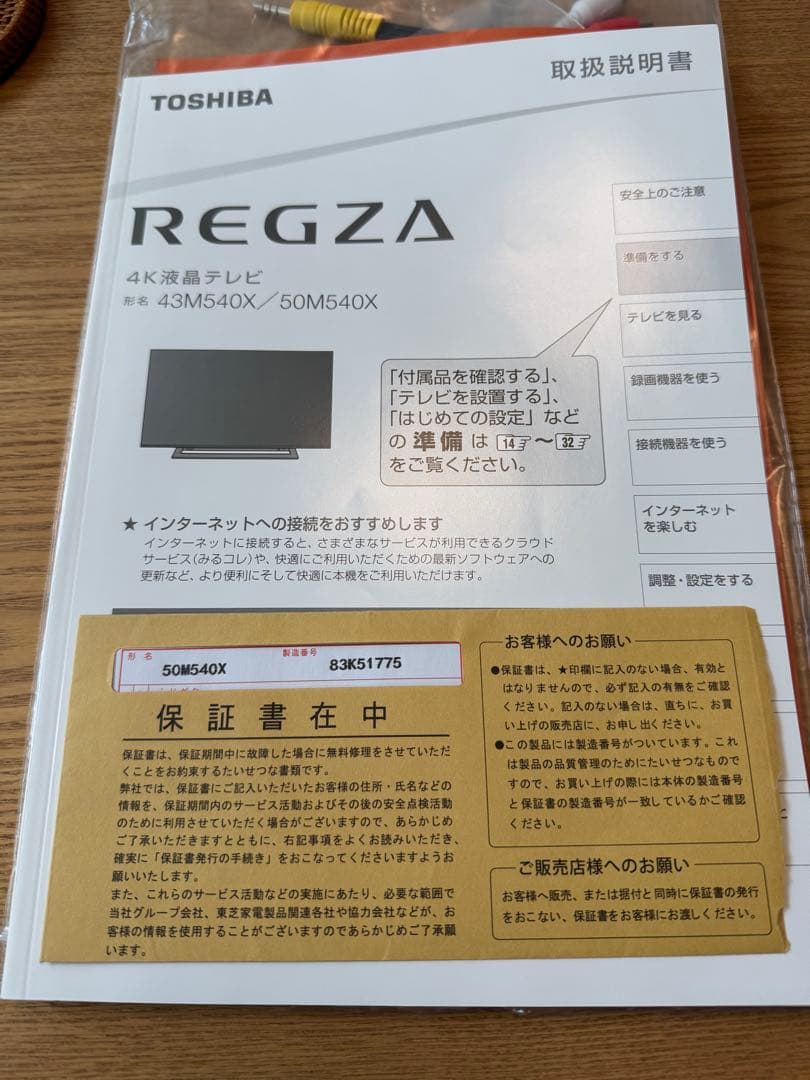 取扱説明書
TOSHIBA
REGZA
4K液晶テレビ
形名 43M540X／50M540X
安全上のご注意
準備をする
テレビを見る
録画機器を使う
接続機器を使う
インターネット
を楽しむ
調整・設定をする
「付属品を確認する」、
「テレビを設置する」、
「はじめての設定」など
の 準備 は 14 ～ 32
をご覧ください。
★ インターネットへの接続をおすすめします
インターネットに接続すると、さまざまなサービスが利用できるクラウド
サービス（みるコレ）や、快適にご利用いただくための最新ソフトウェアへの
更新など、より便利にそして快適に本機をご利用いただけます。
形 名 50M540X 製造番号 83K51775
保証書在中
保証書は、保証期間中に故障した場合に無料修理をさせていただ
くことをお約束するたいせつな書類です。
弊社では、保証書にご記入いただいたお客様の住所・氏名などの
情報を、保証期間内のサービス活動およびその後の安全点検活動
のために利用させていただく場合がございますので、あらかじめ
ご了承いただきますとともに、右記事項をよくお読みいただき、
確実に「保証書発行の手続き」をおこなってくださいますようお
願いいたします。
また、これらのサービス活動などの実施にあたり、必要な範囲で
当社グループ会社、東芝家電製品関連各社や協力会社などが、お
客様の情報を使用することがございますのであらかじめご了承願
います。
お客様へのお願い
●保証書は、★印欄に記入のない場合、有効と
はなりませんので、必ず記入の有無をご確認
ください。記入のない場合は、直ちに、お買
い上げの販売店に、お申し出ください。
●この製品には製造番号がついています。これ
は製品の品質管理のためにたいせつなもので
すので、お買い上げの際には本体の製造番号
と保証書の製造番号が一致しているかご確認
ください。
ご販売店様へのお願い
お客様へ販売、または据付と同時に保証書の発行
をおこない、保証書をお客様にお渡しください。